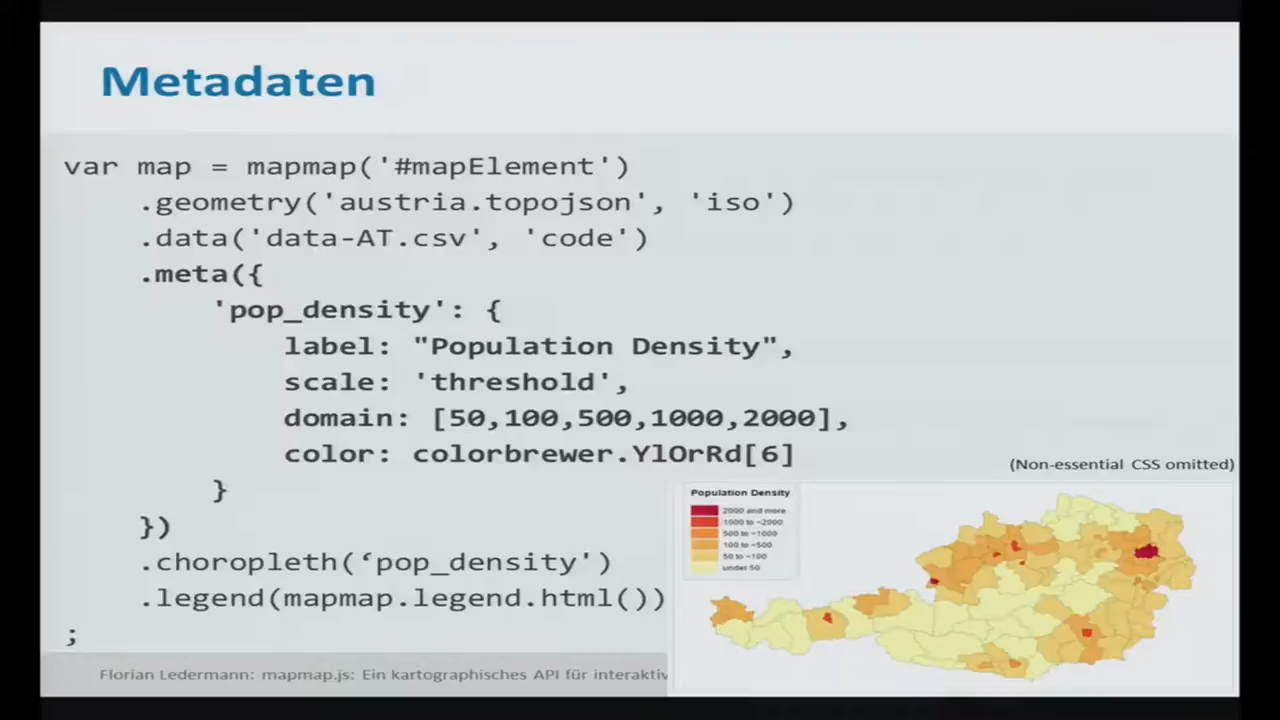 Metadaten
var map = mapmap('#mapElement')
.geometry('austria.topojson', 'iso')
.data('data-AT.csv', 'code')
.meta({
'pop_density': {
label: "Population Density",
scale: 'threshold',
domain: [50,100,500,1000,2000],
color: colorbrewer.YlOrRd[6]
}
})
.choropleth(‘pop_density')
.legend(mapmap.legend.html())
;
(Non-essential CSS omitted)
Population Density
2000 and more
1000 to ~2000
500 to ~1000
100 to ~500
50 to ~100
under 50
Florian Ledermann: mapmap.js: Ein kartographisches API für interaktiv